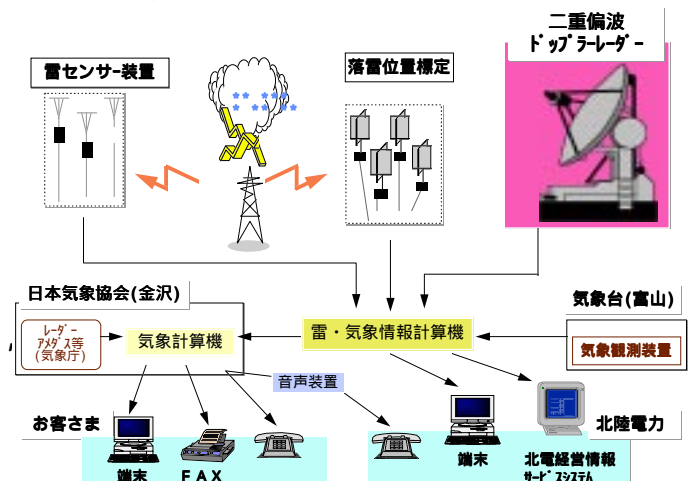 二重偏波
ﾄﾞｯﾌﾟﾗｰﾚｰﾀﾞｰ
雷センサー装置
落雷位置標定
日本気象協会(金沢)
気象台(富山)
ﾚｰﾀﾞｰ
ｱﾒﾀﾞｽ等
(気象庁)
気象計算機
雷・気象情報計算機
気象観測装置
音声装置
お客さま
北陸電力
端末
ＦＡＸ
端末
北電経営情報
ｻｰﾋﾞｽｼｽﾃﾑ